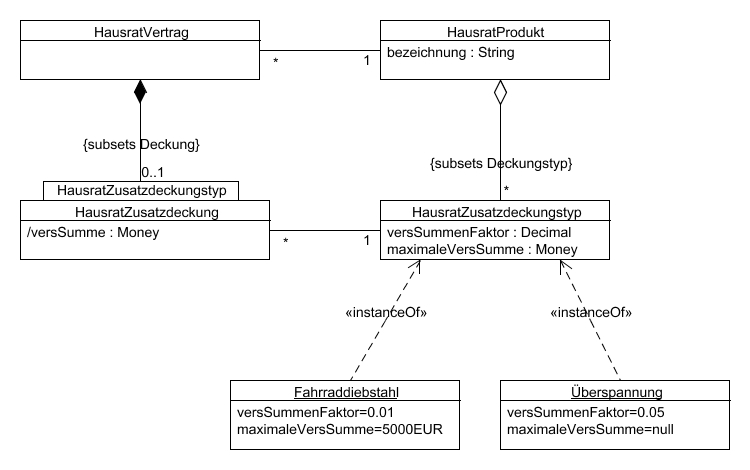 HausratVertrag
HausratProdukt
bezeichnung : String
*
1
{subsets Deckung}
{subsets Deckungstyp}
0..1
*
HausratZusatzdeckungstyp
HausratZusatzdeckung
/versSumme : Money
*
1
HausratZusatzdeckungstyp
versSummenFaktor : Decimal
maximaleVersSumme : Money
«instanceOf»
«instanceOf»
Fahrraddiebstahl
versSummenFaktor=0.01
maximaleVersSumme=5000EUR
Überspannung
versSummenFaktor=0.05
maximaleVersSumme=null